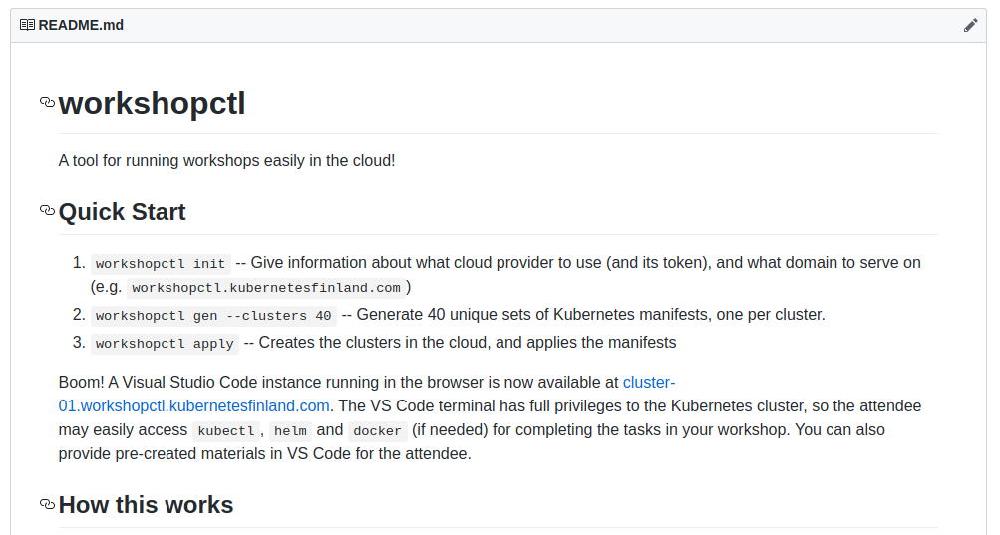 README.md
workshopctl
A tool for running workshops easily in the cloud!
Quick Start
1. workshopctl init -- Give information about what cloud provider to use (and its token), and what domain to serve on
(e.g. workshopctl.kubernetesfinland.com )
2. workshopctl gen --clusters 40 -- Generate 40 unique sets of Kubernetes manifests, one per cluster.
3. workshopctl apply -- Creates the clusters in the cloud, and applies the manifests
Boom! A Visual Studio Code instance running in the browser is now available at cluster-
01.workshopctl.kubernetesfinland.com. The VS Code terminal has full privileges to the Kubernetes cluster, so the attendee
may easily access kubectl, helm and docker (if needed) for completing the tasks in your workshop. You can also
provide pre-created materials in VS Code for the attendee.
How this works